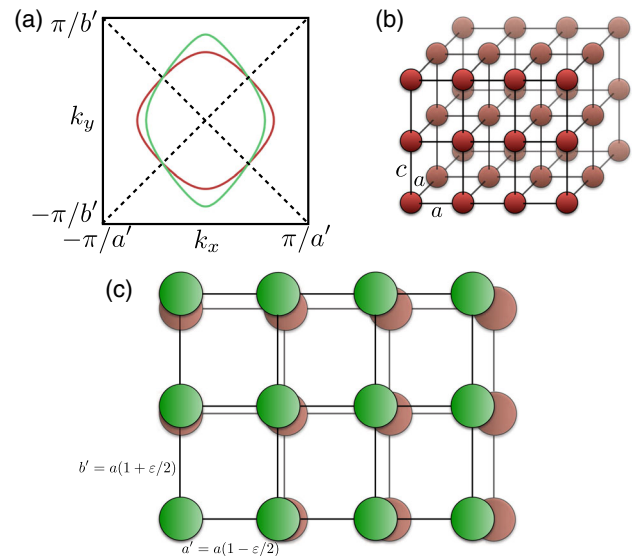 (a)
π/b′
k_y
−π/b′
−π/a′
k_x
π/a′
(b)
c
a
a
(c)
b′ = a(1 + ε/2)
a′ = a(1 − ε/2)